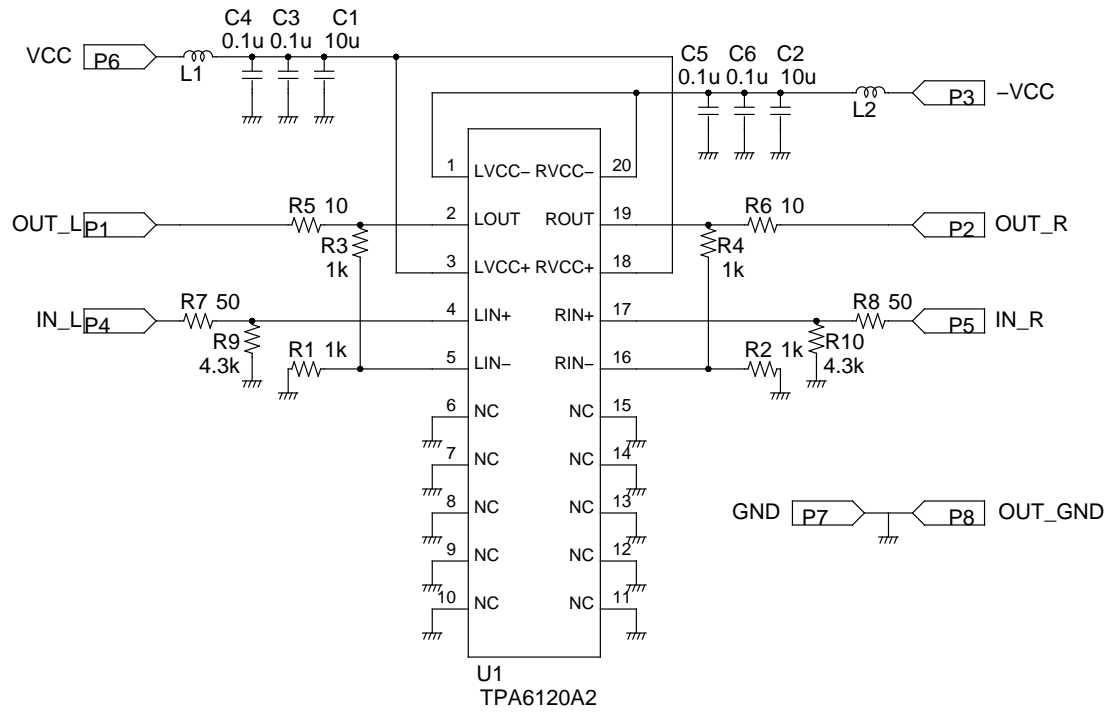 C4 C3 C1
VCC P6 0.1u 0.1u 10u
L1
C5 C6 C2
0.1u 0.1u 10u
L2 P3 −VCC
1 LVCC− RVCC− 20
OUT_L P1 R5 10 2 LOUT ROUT 19 R6 10 P2 OUT_R
R3 1k R4 1k
3 LVCC+ RVCC+ 18
IN_L P4 R7 50 4 LIN+ RIN+ 17 R8 50 P5 IN_R
R9 4.3k R1 1k 5 LIN− RIN− 16 R2 1k R10 4.3k
6 NC NC 15
7 NC NC 14
8 NC NC 13
GND P7 P8 OUT_GND
9 NC NC 12
10 NC NC 11
U1
TPA6120A2